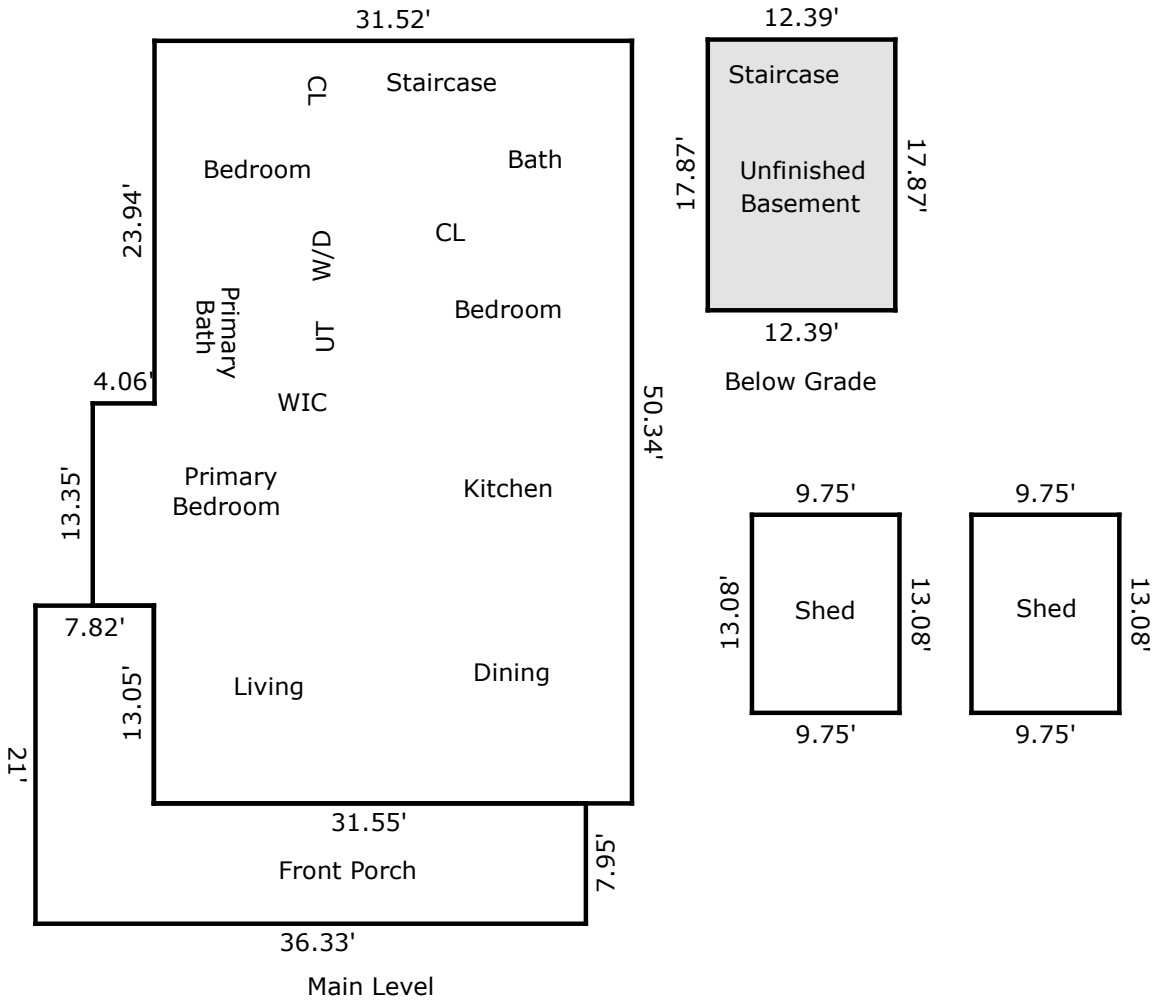 31.52'
12.39'
CL
Staircase
Staircase
Bedroom
Bath
17.87'
Unfinished
Basement
17.87'
23.94'
W/D
CL
Primary
Bath
UT
Bedroom
12.39'
Below Grade
4.06'
WIC
50.34'
13.35'
Primary
Bedroom
Kitchen
9.75'
9.75'
13.08'
Shed
13.08'
Shed
13.08'
7.82'
13.05'
Living
Dining
9.75'
9.75'
21'
31.55'
Front Porch
7.95'
36.33'
Main Level